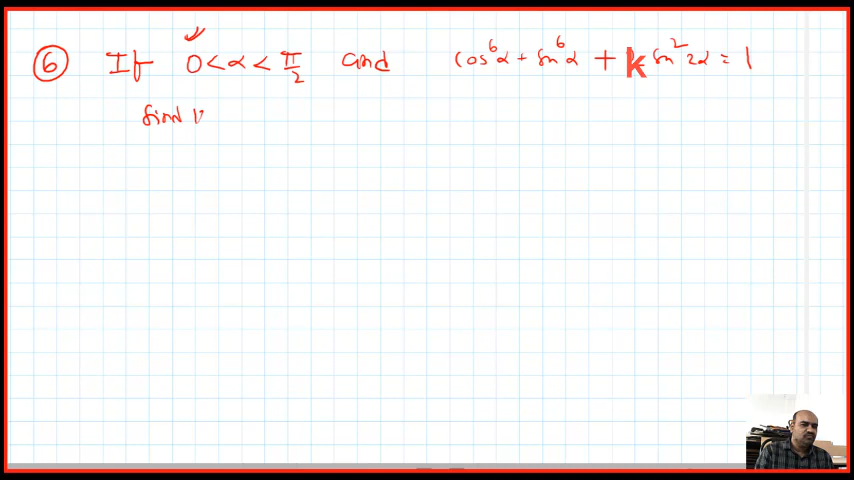 ⑥ If 0 < α < π/2 and cos⁶α + sin⁶α + k sin²2α = 1
find